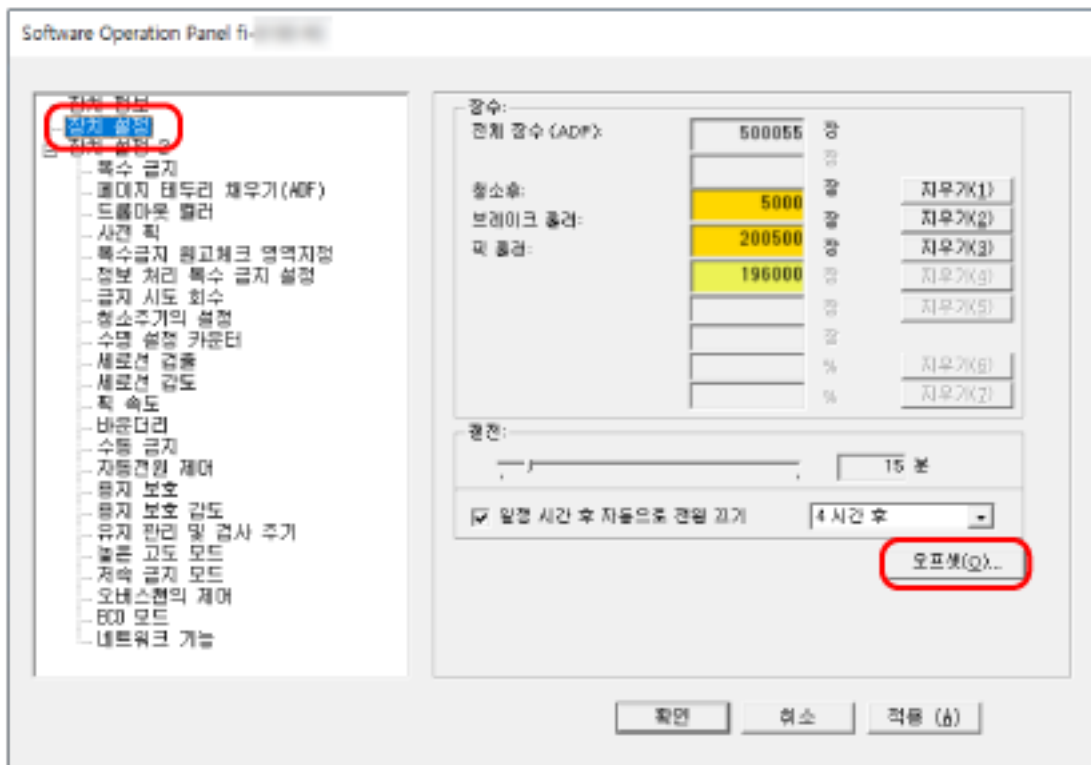 Software Operation Panel fi-
장치 정보
장치 설정
장치 설정 2
복수 급지
페이지 테두리 채우기(ADF)
드롭아웃 컬러
사전 픽
복수급지 원고체크 영역지정
정보 처리 복수 급지 설정
급지 시도 회수
청소주기의 설정
수명 설정 카운터
세로선 검출
세로선 감도
픽 속도
바운더리
수동 급지
자동전원 제어
용지 보호
용지 보호 감도
유지 관리 및 검사 주기
높은 고도 모드
저속 급지 모드
오버스캔의 제어
ECO 모드
네트워크 기능
장수:
전체 장수(ADF):
500055 장
장
청소후:
5000 장
지우기(1)
브레이크 롤러:
200500 장
지우기(2)
픽 롤러:
196000 장
지우기(3)
장
지우기(4)
장
지우기(5)
장
%
지우기(6)
%
지우기(7)
절전:
15 분
일정 시간 후 자동으로 전원 끄기
4 시간 후
오프셋(O)...
확인
취소
적용 (A)